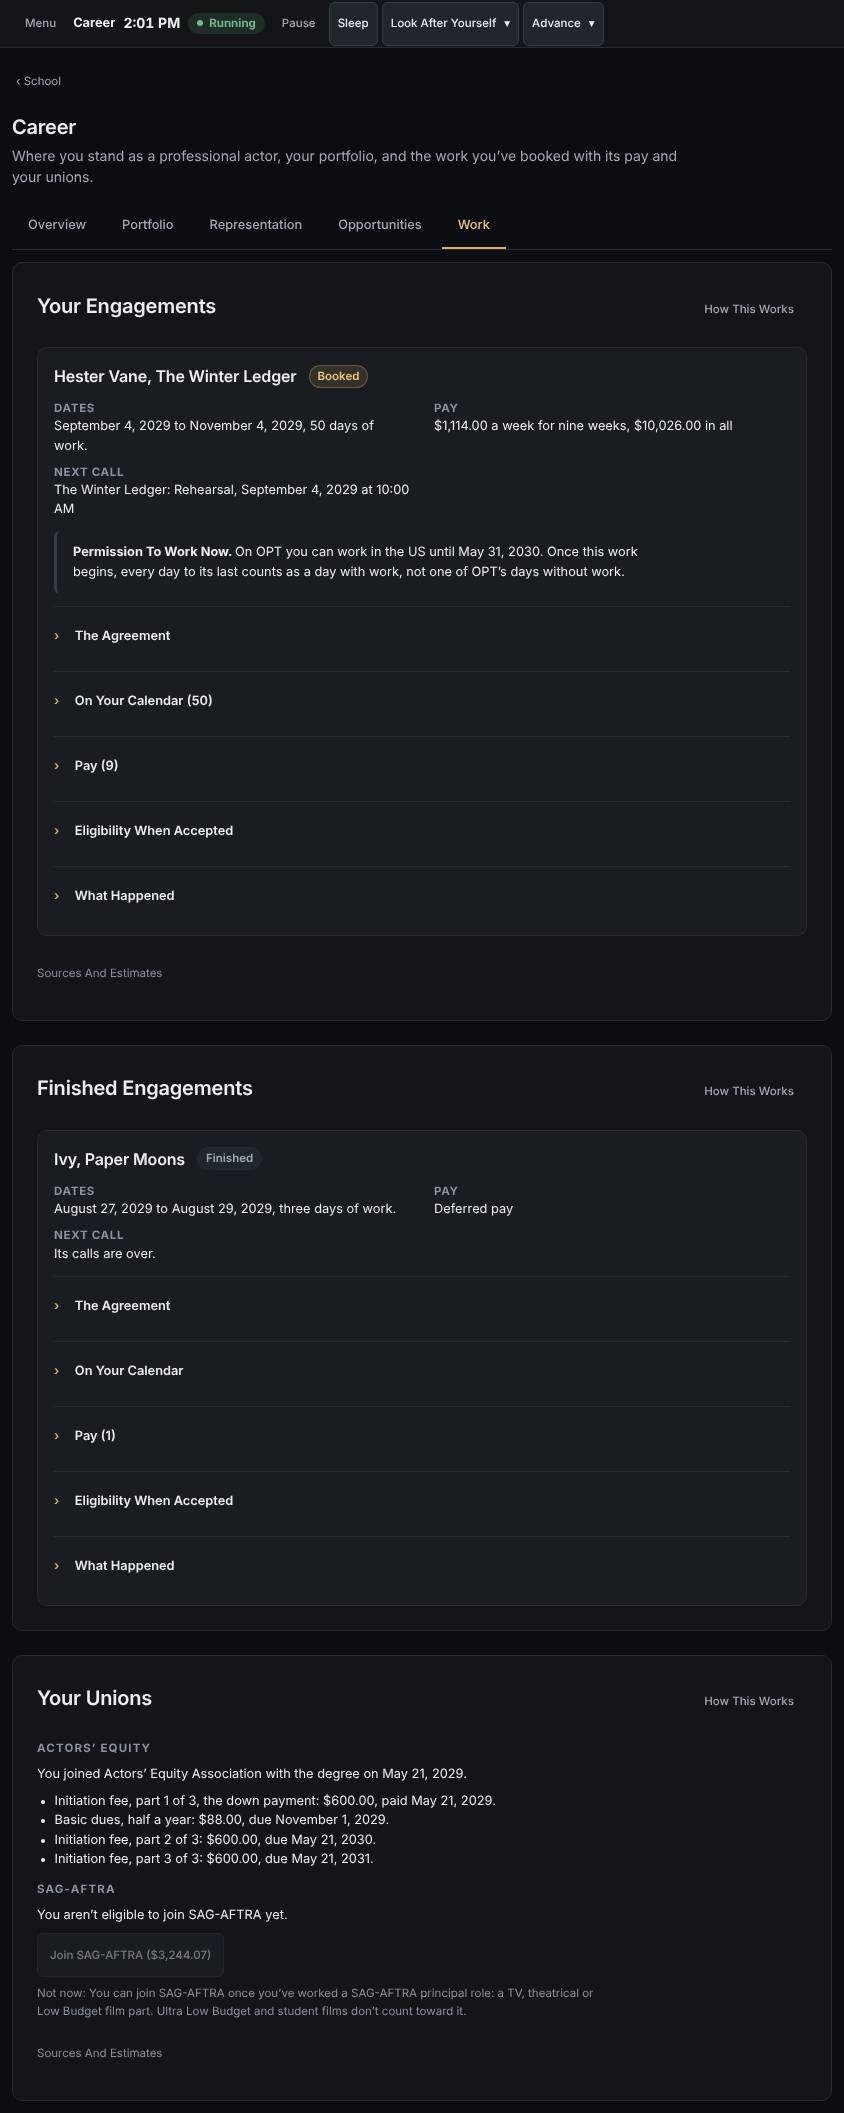 Menu Career 2:01 PM Running Pause Sleep Look After Yourself ▾ Advance ▾
‹ School
Career
Where you stand as a professional actor, your portfolio, and the work you’ve booked with its pay and
your unions.
Overview Portfolio Representation Opportunities Work
Your Engagements How This Works
Hester Vane, The Winter Ledger Booked
DATES PAY
September 4, 2029 to November 4, 2029, 50 days of $1,114.00 a week for nine weeks, $10,026.00 in all
work.
NEXT CALL
The Winter Ledger: Rehearsal, September 4, 2029 at 10:00
AM
Permission To Work Now. On OPT you can work in the US until May 31, 2030. Once this work
begins, every day to its last counts as a day with work, not one of OPT’s days without work.
› The Agreement
› On Your Calendar (50)
› Pay (9)
› Eligibility When Accepted
› What Happened
Sources And Estimates
Finished Engagements How This Works
Ivy, Paper Moons Finished
DATES PAY
August 27, 2029 to August 29, 2029, three days of work. Deferred pay
NEXT CALL
Its calls are over.
› The Agreement
› On Your Calendar
› Pay (1)
› Eligibility When Accepted
› What Happened
Your Unions How This Works
ACTORS’ EQUITY
You joined Actors’ Equity Association with the degree on May 21, 2029.
• Initiation fee, part 1 of 3, the down payment: $600.00, paid May 21, 2029.
• Basic dues, half a year: $88.00, due November 1, 2029.
• Initiation fee, part 2 of 3: $600.00, due May 21, 2030.
• Initiation fee, part 3 of 3: $600.00, due May 21, 2031.
SAG-AFTRA
You aren’t eligible to join SAG-AFTRA yet.
Join SAG-AFTRA ($3,244.07)
Not now: You can join SAG-AFTRA once you’ve worked a SAG-AFTRA principal role: a TV, theatrical or
Low Budget film part. Ultra Low Budget and student films don’t count toward it.
Sources And Estimates